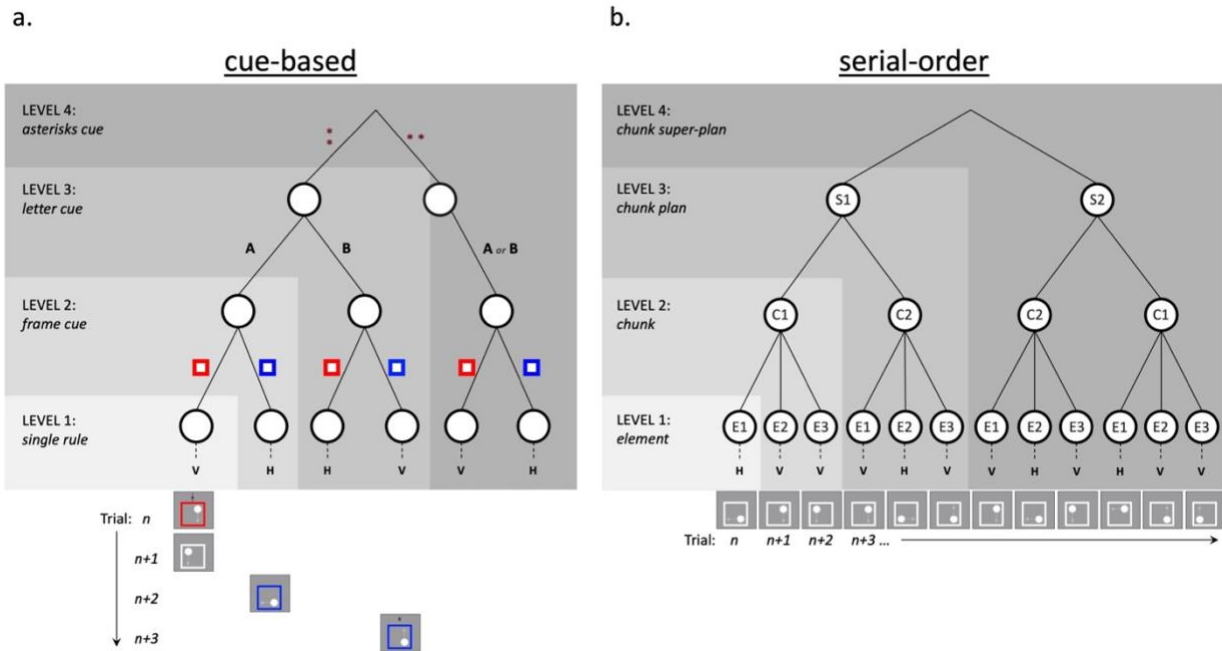 a.
cue-based
LEVEL 4:
asterisks cue
* * * *
LEVEL 3:
letter cue
A B A or B
LEVEL 2:
frame cue
LEVEL 1:
single rule
V H H V V H
Trial: n
n+1
n+2
n+3
b.
serial-order
LEVEL 4:
chunk super-plan
LEVEL 3:
chunk plan
S1 S2
LEVEL 2:
chunk
C1 C2 C2 C1
LEVEL 1:
element
E1 E2 E3 E1 E2 E3 E1 E2 E3 E1 E2 E3
H V V V H V V H V H V V
Trial: n n+1 n+2 n+3 ...